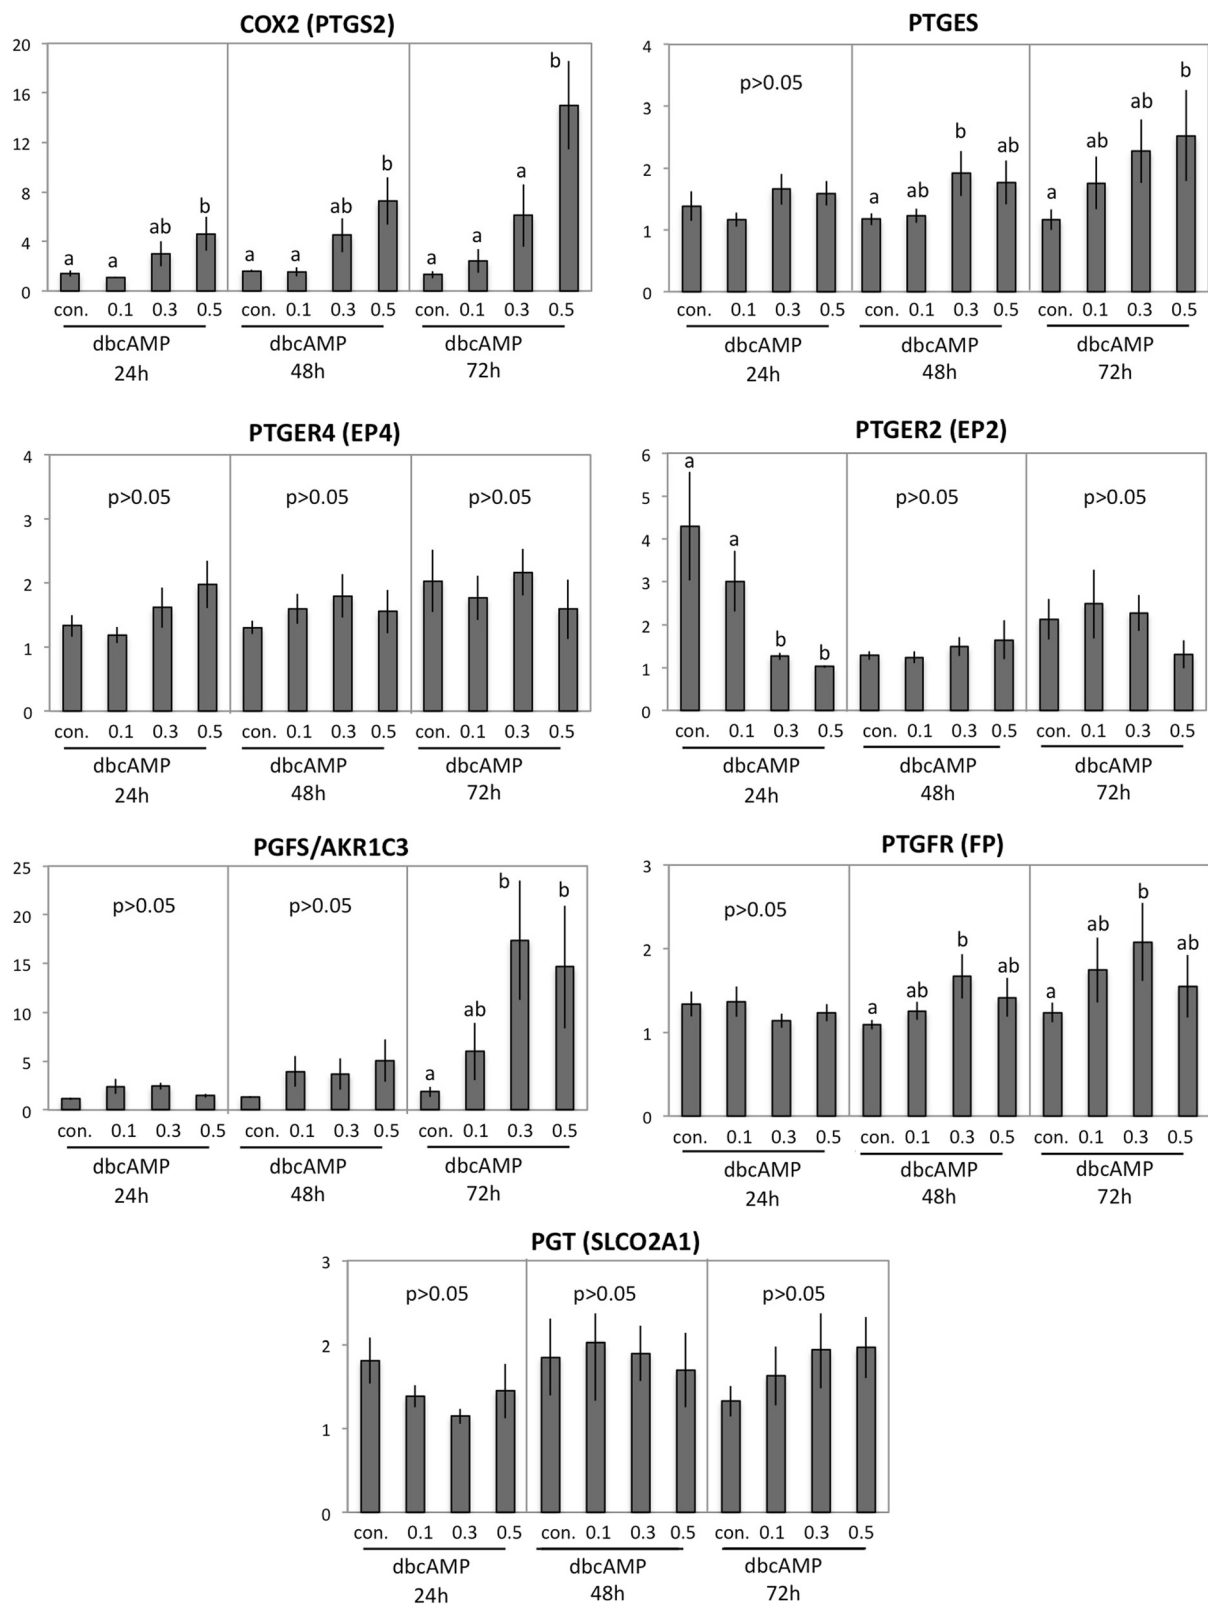 COX2 (PTGS2)
20
16
12
8
4
0
a a ab b
a a ab b
a a a b
con. 0.1 0.3 0.5 con. 0.1 0.3 0.5 con. 0.1 0.3 0.5
dbcAMP dbcAMP dbcAMP
24h 48h 72h
PTGES
4
3
2
1
0
p>0.05
a ab b ab
a ab ab b
con. 0.1 0.3 0.5 con. 0.1 0.3 0.5 con. 0.1 0.3 0.5
dbcAMP dbcAMP dbcAMP
24h 48h 72h
PTGER4 (EP4)
4
3
2
1
0
p>0.05 p>0.05 p>0.05
con. 0.1 0.3 0.5 con. 0.1 0.3 0.5 con. 0.1 0.3 0.5
dbcAMP dbcAMP dbcAMP
24h 48h 72h
PTGER2 (EP2)
6
5
4
3
2
1
0
a a b b
p>0.05 p>0.05
con. 0.1 0.3 0.5 con. 0.1 0.3 0.5 con. 0.1 0.3 0.5
dbcAMP dbcAMP dbcAMP
24h 48h 72h
PGFS/AKR1C3
25
20
15
10
5
0
p>0.05 p>0.05
a ab b b
con. 0.1 0.3 0.5 con. 0.1 0.3 0.5 con. 0.1 0.3 0.5
dbcAMP dbcAMP dbcAMP
24h 48h 72h
PTGFR (FP)
3
2
1
0
p>0.05
a ab b ab
a ab b ab
con. 0.1 0.3 0.5 con. 0.1 0.3 0.5 con. 0.1 0.3 0.5
dbcAMP dbcAMP dbcAMP
24h 48h 72h
PGT (SLCO2A1)
3
2
1
0
p>0.05 p>0.05 p>0.05
con. 0.1 0.3 0.5 con. 0.1 0.3 0.5 con. 0.1 0.3 0.5
dbcAMP dbcAMP dbcAMP
24h 48h 72h